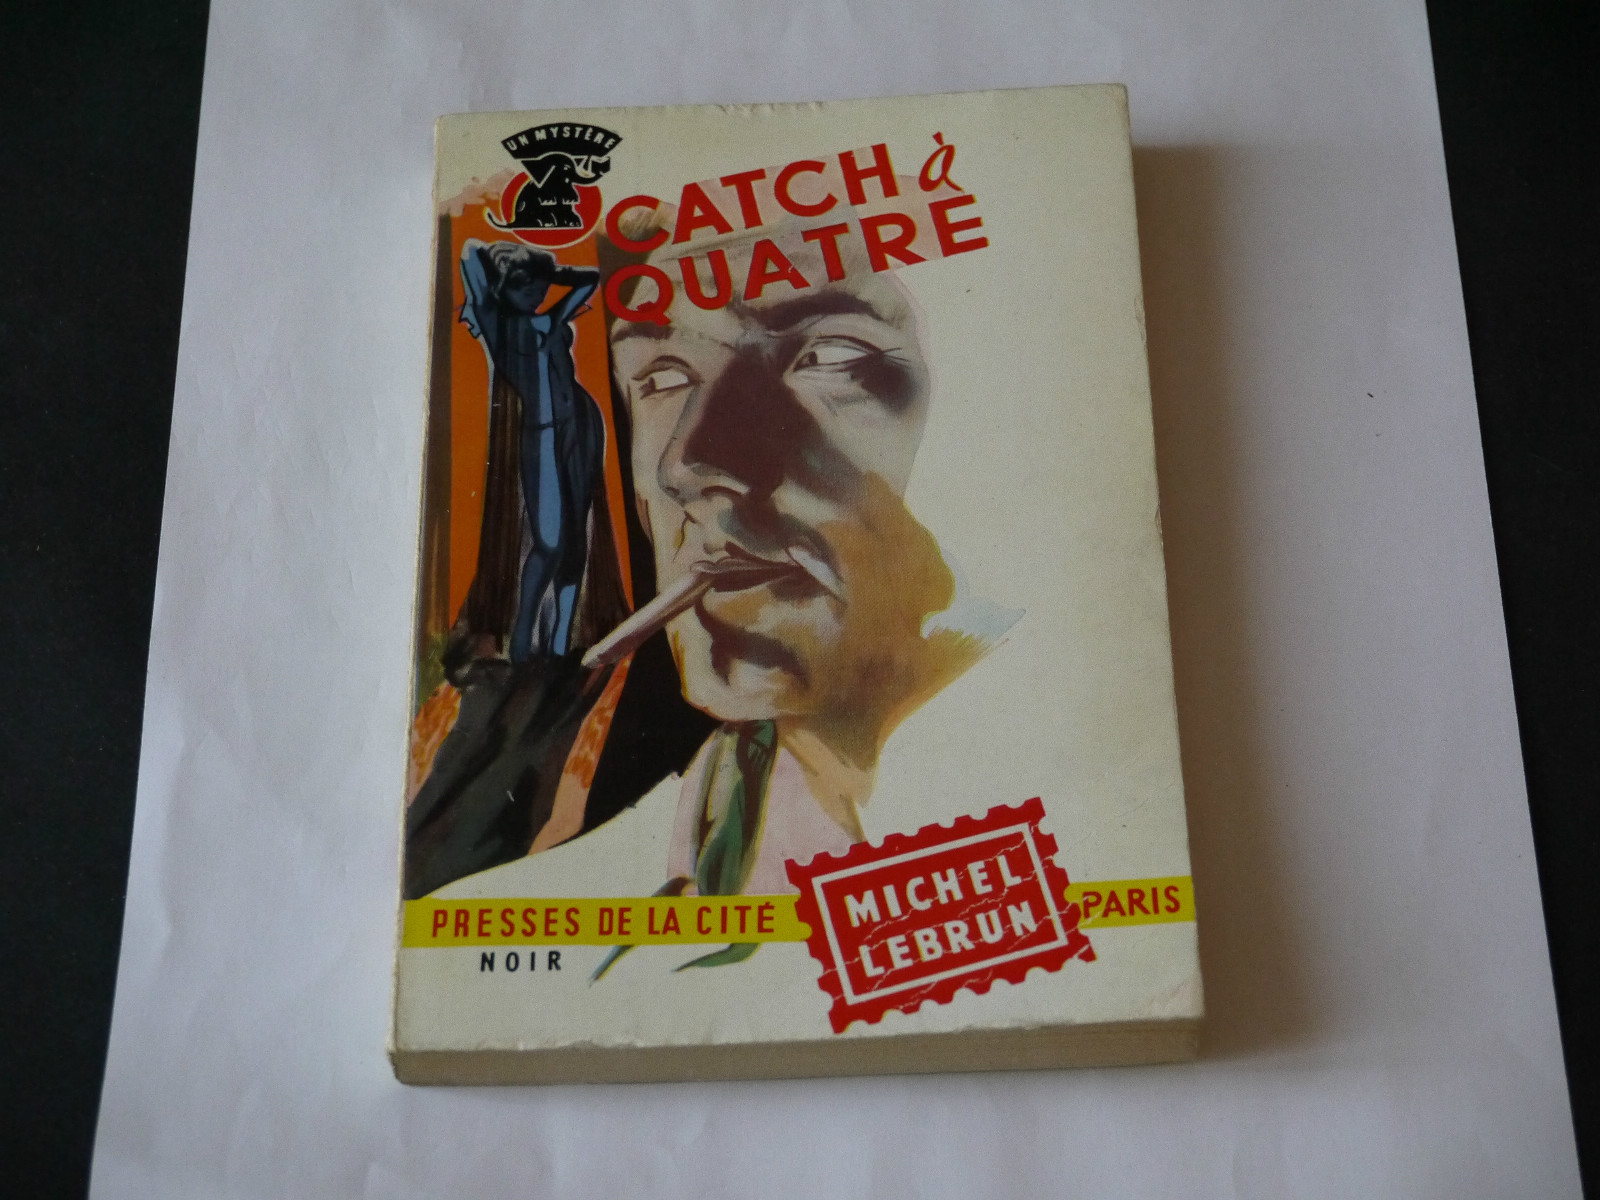 UN MYSTÈRE
CATCH à
QUATRE
MICHEL
LEBRUN
PRESSES DE LA CITÉ
PARIS
NOIR